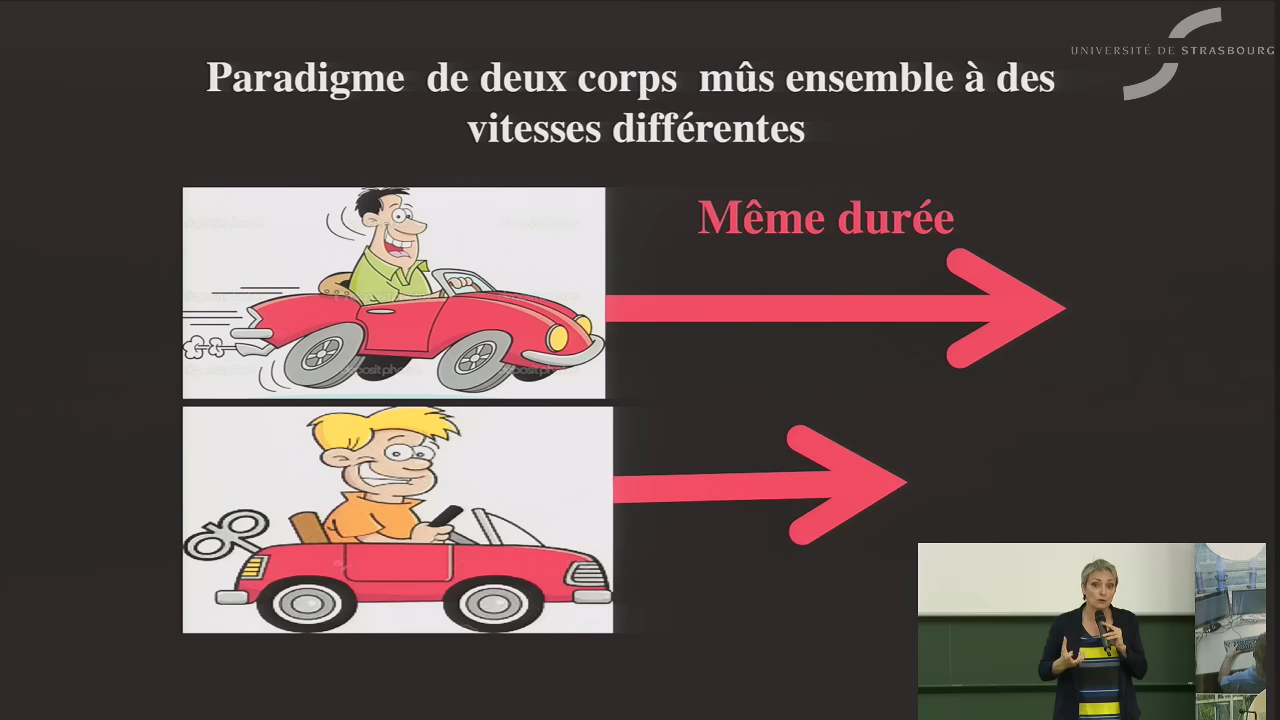 UNIVERSITÉ DE STRASBOURG
Paradigme de deux corps mûs ensemble à des
vitesses différentes
Même durée